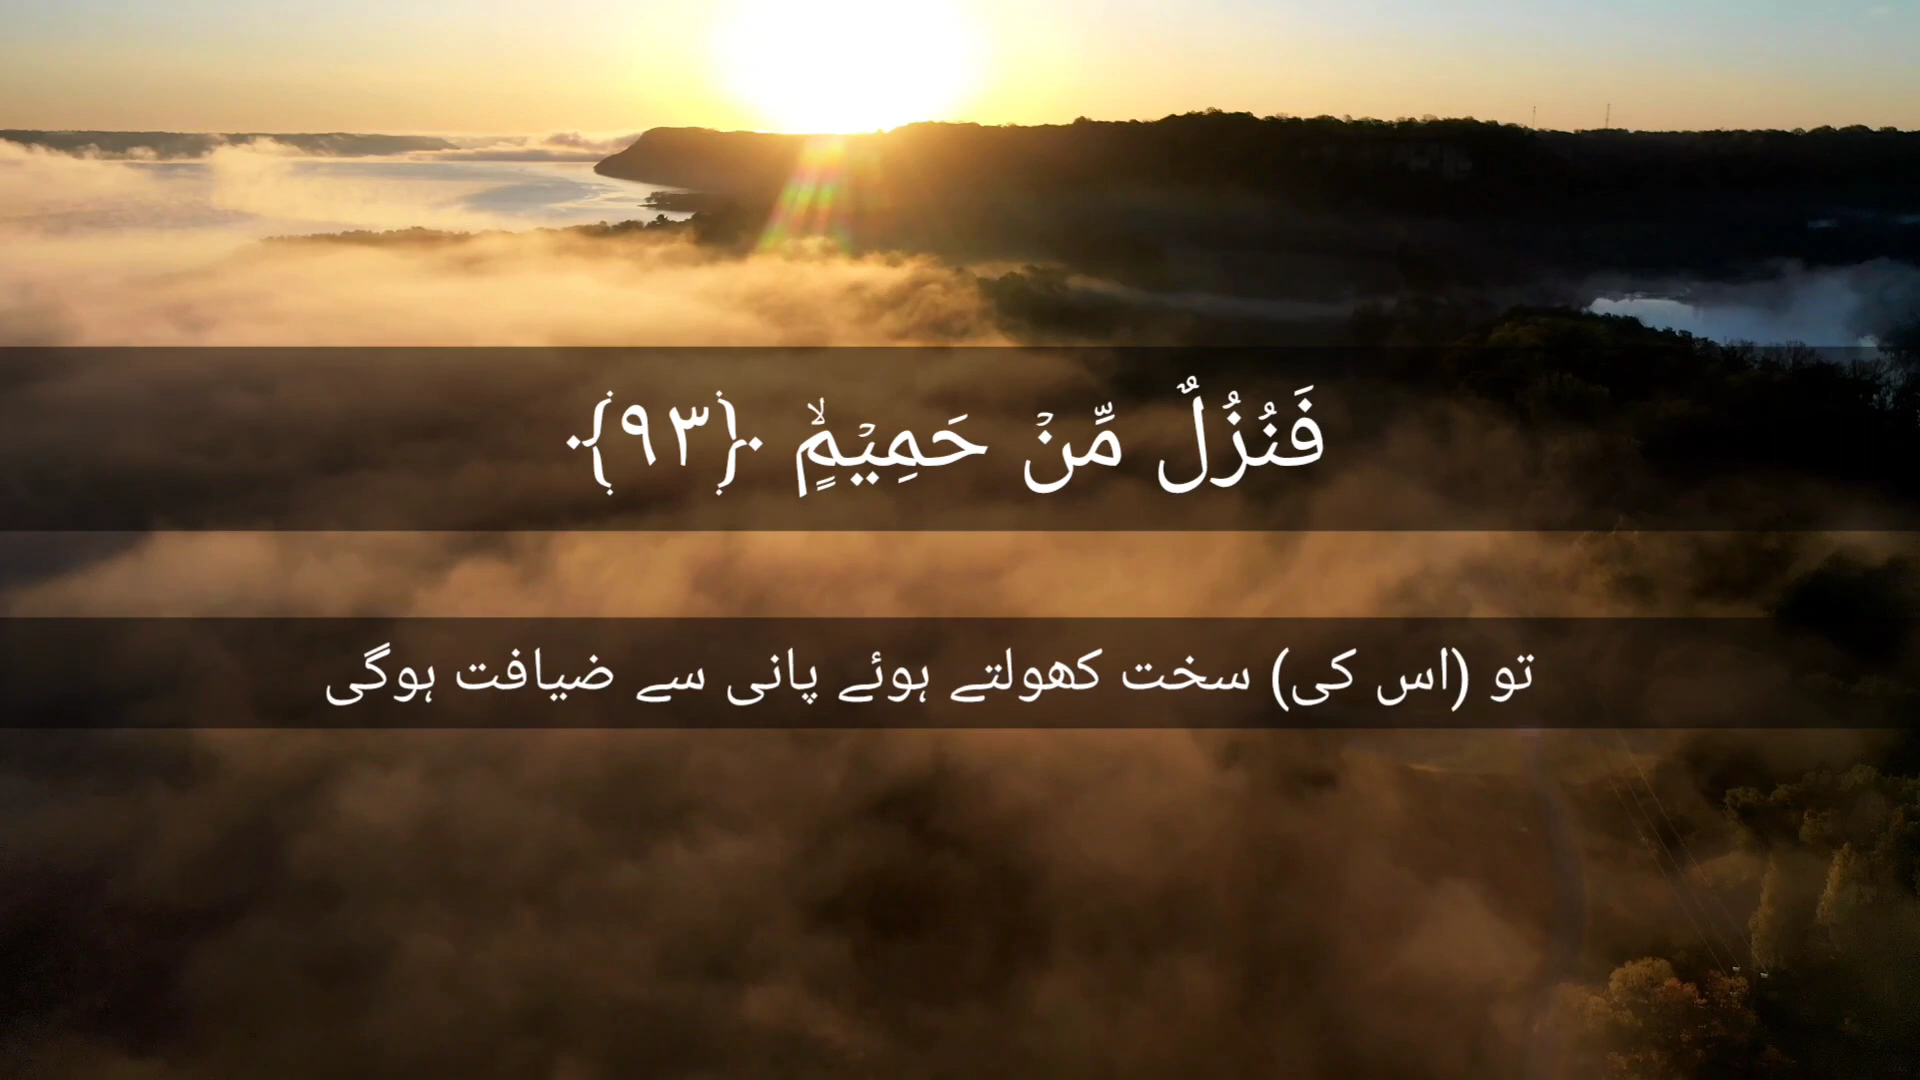 فَنُزُلٌ مِّنۡ حَمِيۡمٍۙ ﴿۹۳﴾
تو (اس کی) سخت کھولتے ہوئے پانی سے ضیافت ہوگی